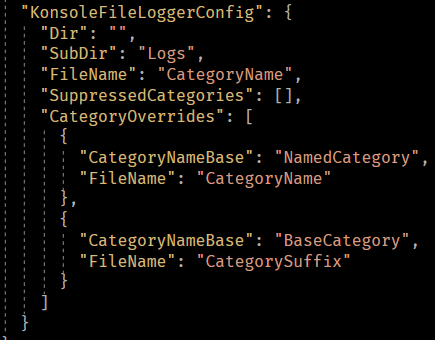 "KonsoleFileLoggerConfig": {
"Dir": "",
"SubDir": "Logs",
"FileName": "CategoryName",
"SuppressedCategories": [],
"CategoryOverrides": [
{
"CategoryNameBase": "NamedCategory",
"FileName": "CategoryName"
},
{
"CategoryNameBase": "BaseCategory",
"FileName": "CategorySuffix"
}
]
}